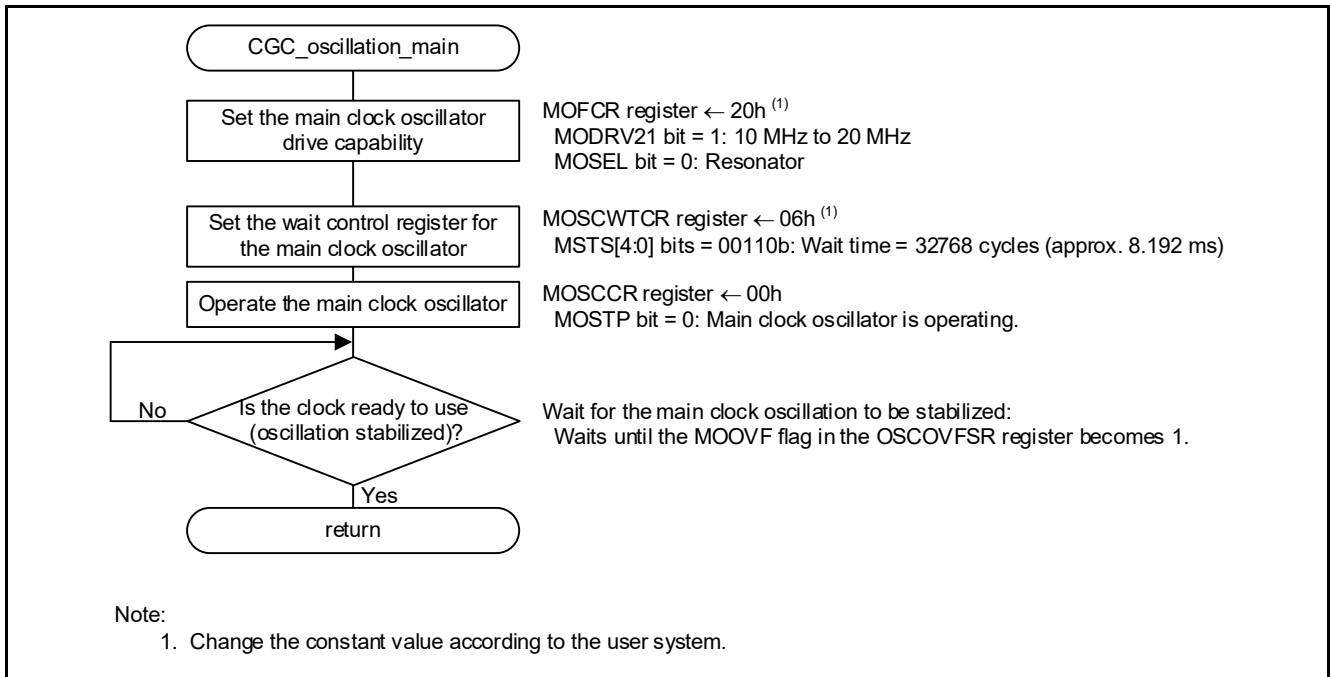 CGC_oscillation_main
Set the main clock oscillator
drive capability
MOFCR register ← 20h (1)
MODRV21 bit = 1: 10 MHz to 20 MHz
MOSEL bit = 0: Resonator
Set the wait control register for
the main clock oscillator
MOSCWTCR register ← 06h (1)
MSTS[4:0] bits = 00110b: Wait time = 32768 cycles (approx. 8.192 ms)
Operate the main clock oscillator
MOSCCR register ← 00h
MOSTP bit = 0: Main clock oscillator is operating.
No
Is the clock ready to use
(oscillation stabilized)?
Wait for the main clock oscillation to be stabilized:
Waits until the MOOVF flag in the OSCOVFSR register becomes 1.
Yes
return
Note:
1. Change the constant value according to the user system.